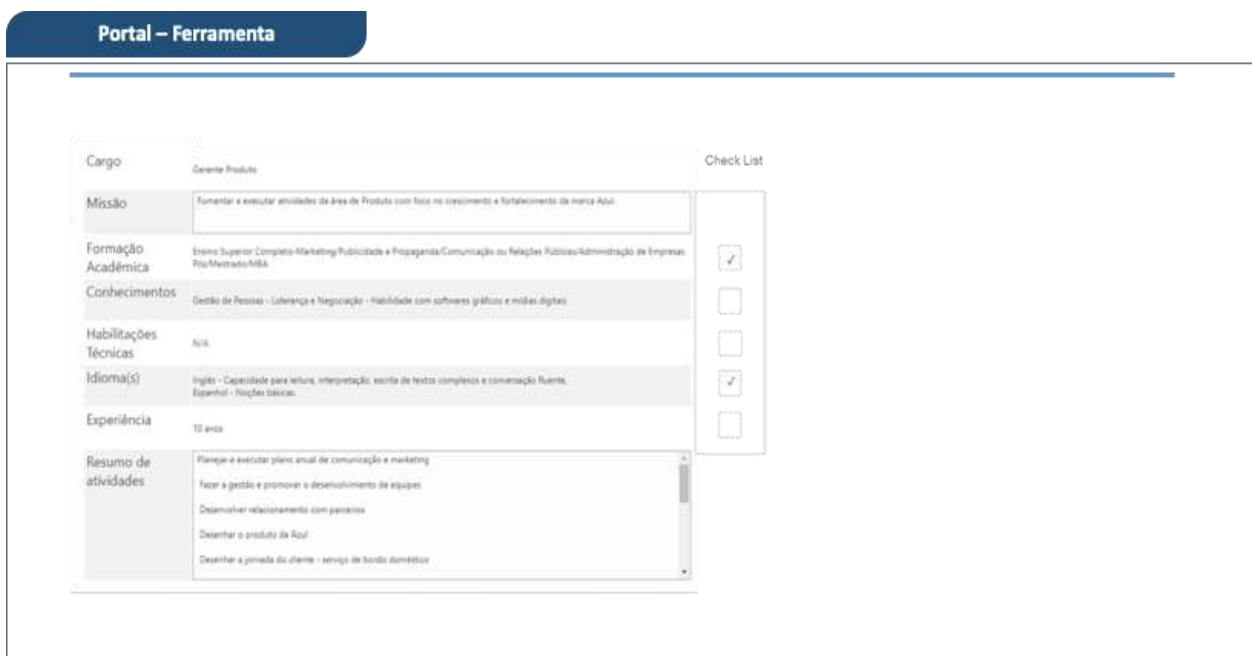 Portal – Ferramenta
Cargo
Gerente Produto
Check List
Missão
Fomentar e executar atividades da área de Produto com foco no crescimento e fortalecimento da marca Azul.
Formação
Acadêmica
Ensino Superior Completo-Marketing/Publicidade e Propaganda/Comunicação ou Relações Públicas/Administração de Empresas
Pós/Mestrado/MBA
✓
Conhecimentos
Gestão de Pessoas - Liderança e Negociação - Habilidade com softwares gráficos e mídias digitais
Habilitações
Técnicas
N/A
Idioma(s)
Inglês - Capacidade para leitura, interpretação, escrita de textos complexos e conversação fluente.
Espanhol - Noções básicas.
✓
Experiência
10 anos
Resumo de
atividades
Planejar e executar plano anual de comunicação e marketing
Fazer a gestão e promover o desenvolvimento de equipes
Desenvolver relacionamento com parceiros
Desenhar o produto da Azul
Desenhar a jornada do cliente - serviço de bordo doméstico